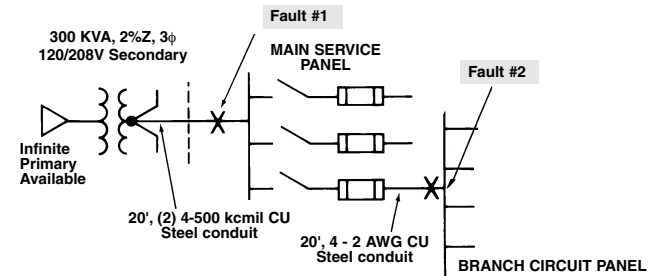 Fault #1
300 KVA, 2%Z, 3ϕ
120/208V Secondary
MAIN SERVICE
PANEL
Fault #2
Infinite
Primary
Available
20', (2) 4-500 kcmil CU
Steel conduit
20', 4 - 2 AWG CU
Steel conduit
BRANCH CIRCUIT PANEL